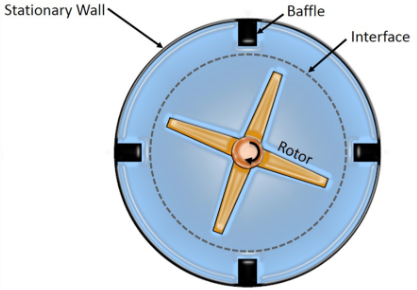 Stationary Wall
Baffle
Interface
Rotor